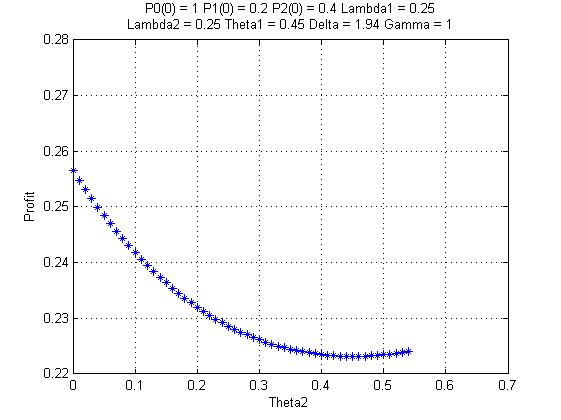 P0(0) = 1 P1(0) = 0.2 P2(0) = 0.4 Lambda1 = 0.25
Lambda2 = 0.25 Theta1 = 0.45 Delta = 1.94 Gamma = 1
0.28
0.27
0.26
0.25
0.24
0.23
0.22
Profit
0 0.1 0.2 0.3 0.4 0.5 0.6 0.7
Theta2